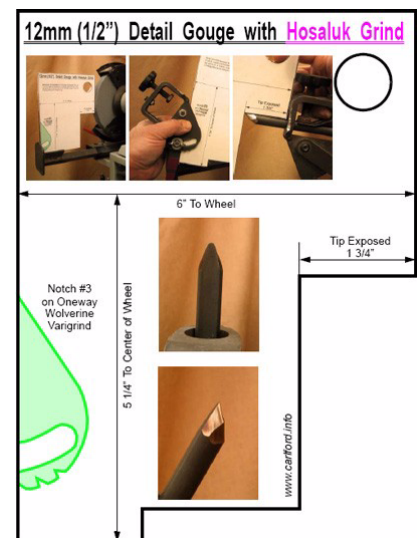 12mm (1/2”) Detail Gouge with Hosaluk Grind
6” To Wheel
Tip Exposed
1 3/4”
Notch #3
on Oneway
Wolverine
Varigrind
5 1/4” To Center of Wheel
www.carlford.info